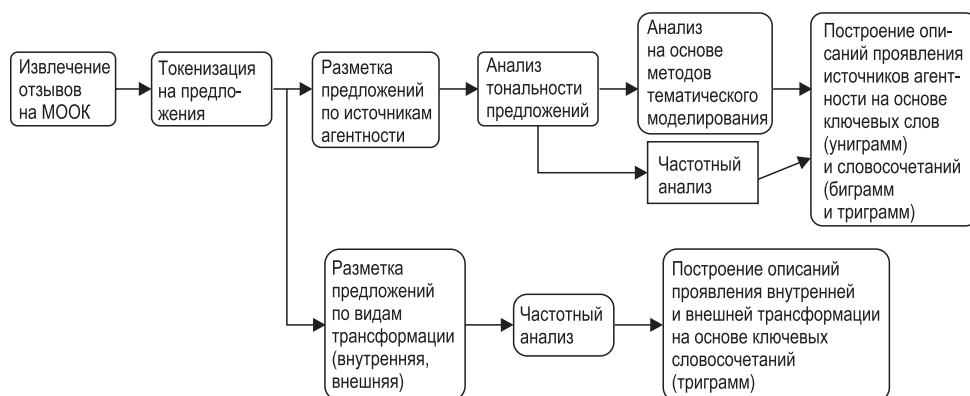 Извлечение
отзывов
на МООК
Токенизация
на предло-
жения
Разметка
предложений
по источникам
агентности
Анализ
тональности
предложений
Анализ
на основе
методов
тематического
моделирования
Частотный
анализ
Построение опи-
саний проявления
источников агент-
ности на основе
ключевых слов
(униграмм)
и словосочетаний
(биграмм
и триграмм)
Разметка
предложений
по видам
трансформации
(внутренняя,
внешняя)
Частотный
анализ
Построение описаний
проявления внутренней
и внешней трансформации
на основе ключевых
словосочетаний
(триграмм)